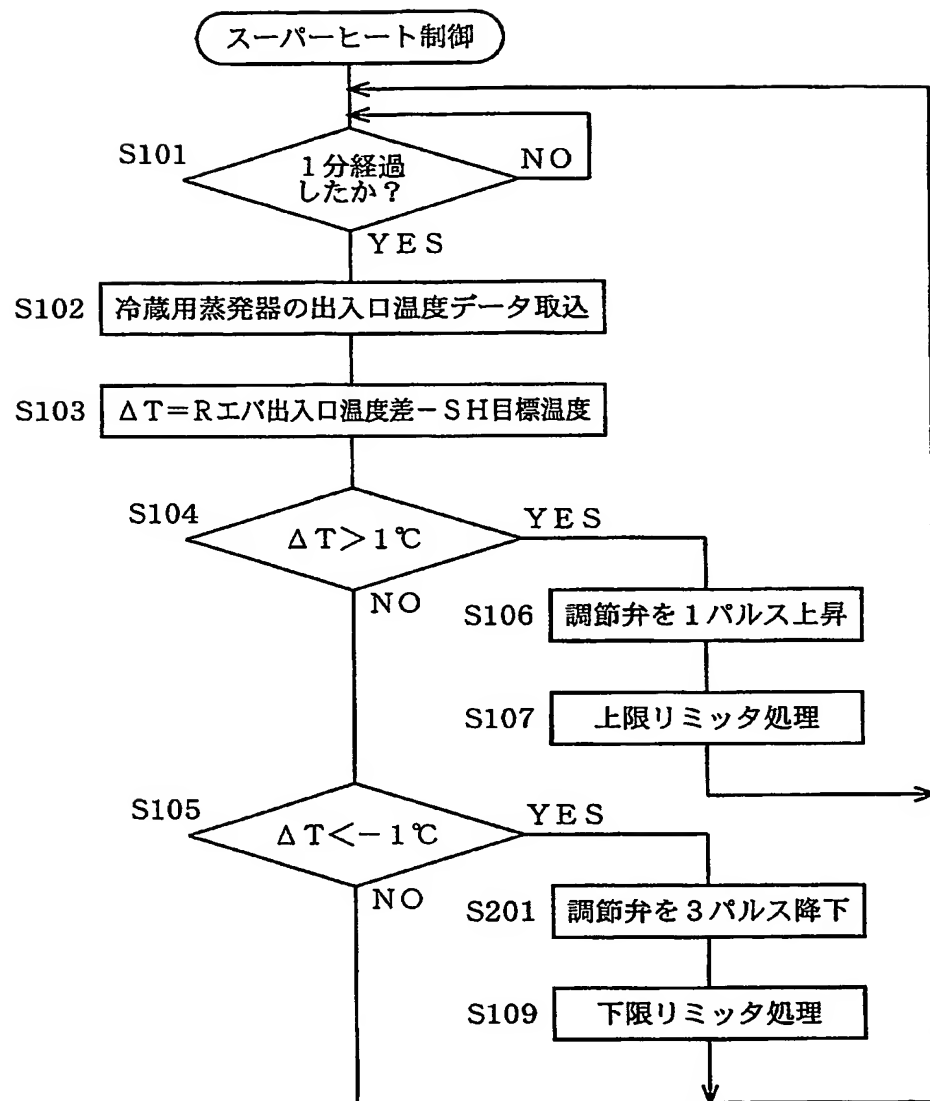 スーパーヒート制御
S101
1分経過
したか?
NO
YES
S102
冷蔵用蒸発器の出入口温度データ取込
S103
ΔT=Rエバ出入口温度差-SH目標温度
S104
ΔT>1℃
YES
NO
S106
調節弁を1パルス上昇
S107
上限リミッタ処理
S105
ΔT<-1℃
YES
NO
S201
調節弁を3パルス降下
S109
下限リミッタ処理